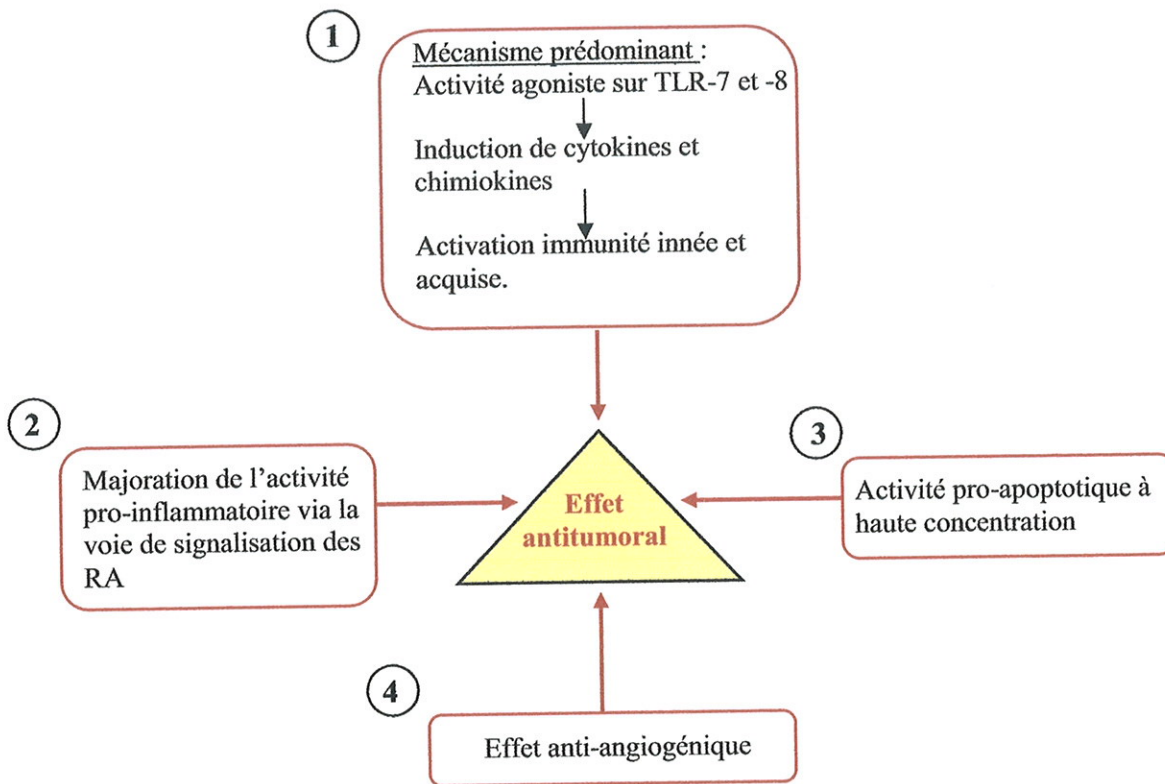 1
Mécanisme prédominant :
Activité agoniste sur TLR-7 et -8
Induction de cytokines et
chimiokines
Activation immunité innée et
acquise.
2
Majoration de l'activité
pro-inflammatoire via la
voie de signalisation des
RA
Effet
antitumoral
3
Activité pro-apoptotique à
haute concentration
4
Effet anti-angiogénique